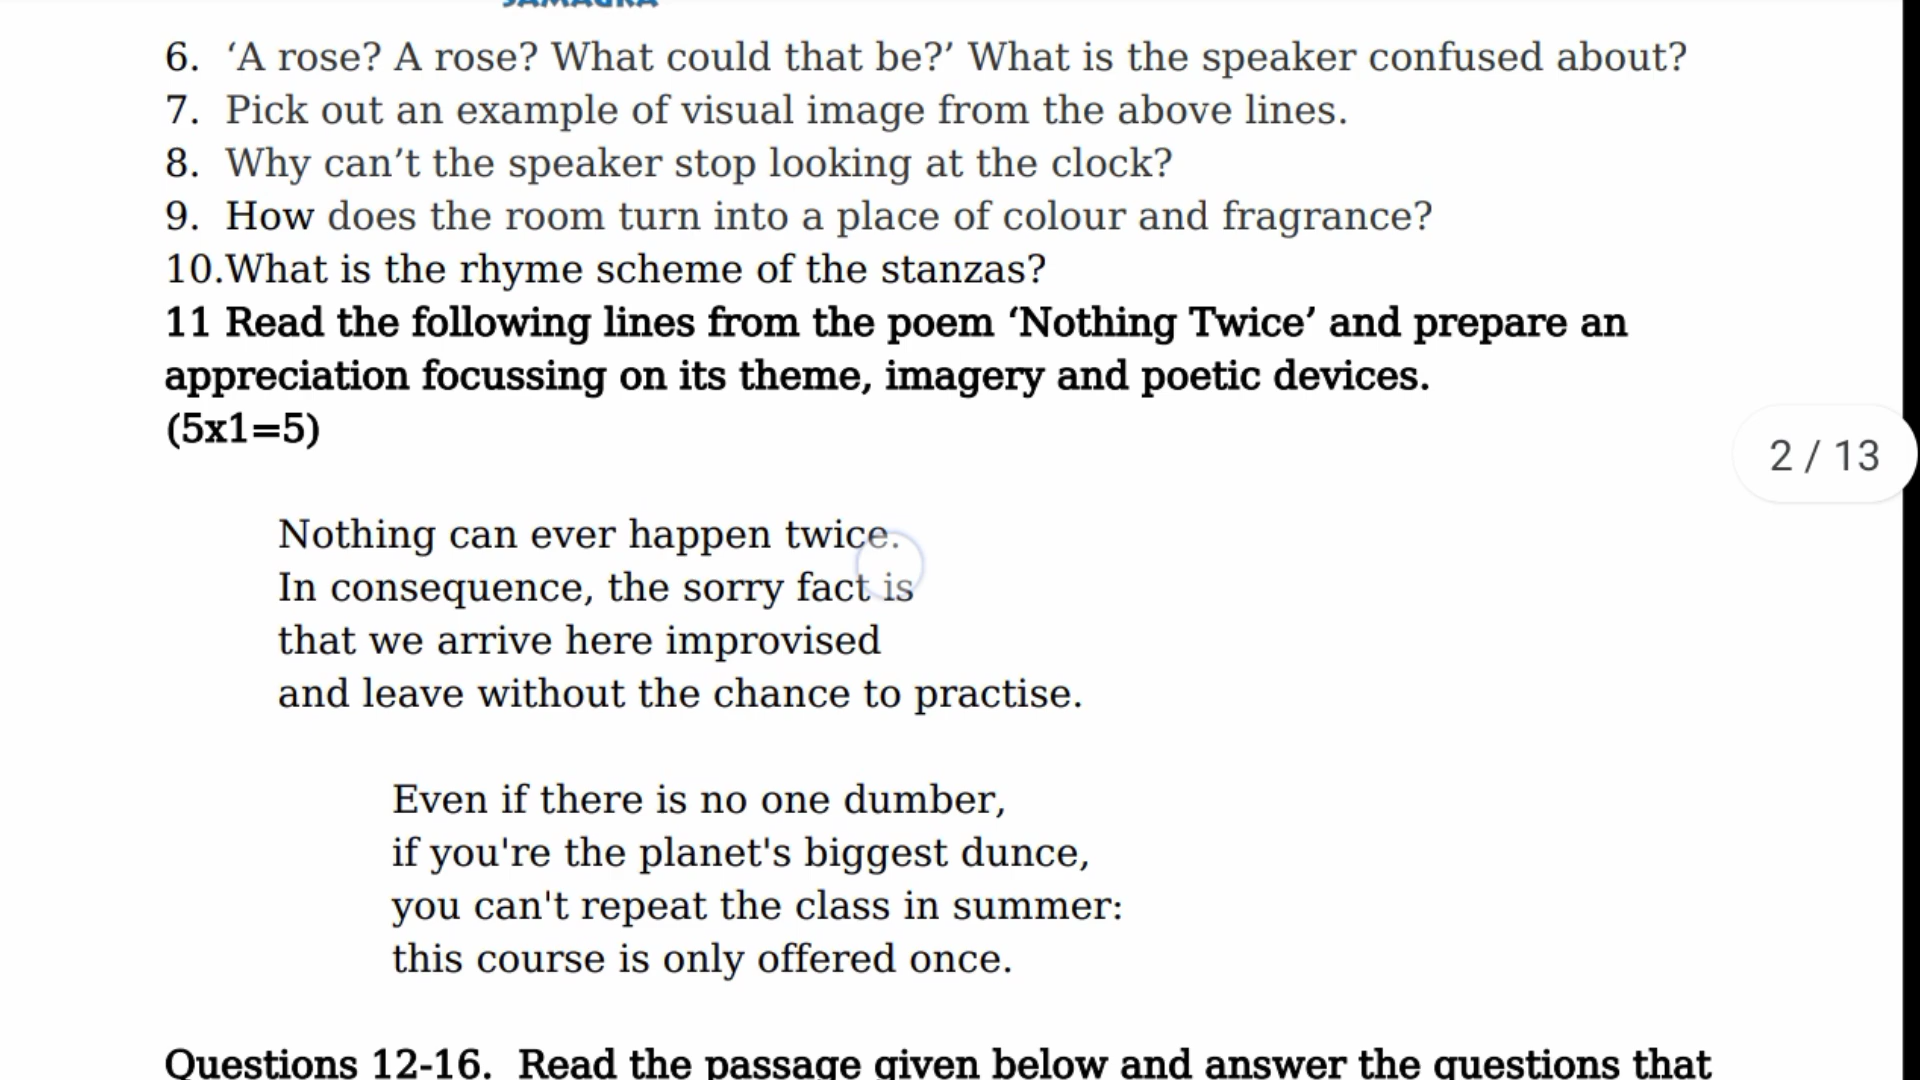 6. ‘A rose? A rose? What could that be?’ What is the speaker confused about?
7. Pick out an example of visual image from the above lines.
8. Why can’t the speaker stop looking at the clock?
9. How does the room turn into a place of colour and fragrance?
10.What is the rhyme scheme of the stanzas?
11 Read the following lines from the poem ‘Nothing Twice’ and prepare an
appreciation focussing on its theme, imagery and poetic devices.
(5x1=5)
2 / 13
Nothing can ever happen twice.
In consequence, the sorry fact is
that we arrive here improvised
and leave without the chance to practise.
Even if there is no one dumber,
if you're the planet's biggest dunce,
you can't repeat the class in summer:
this course is only offered once.
Questions 12-16. Read the passage given below and answer the questions that